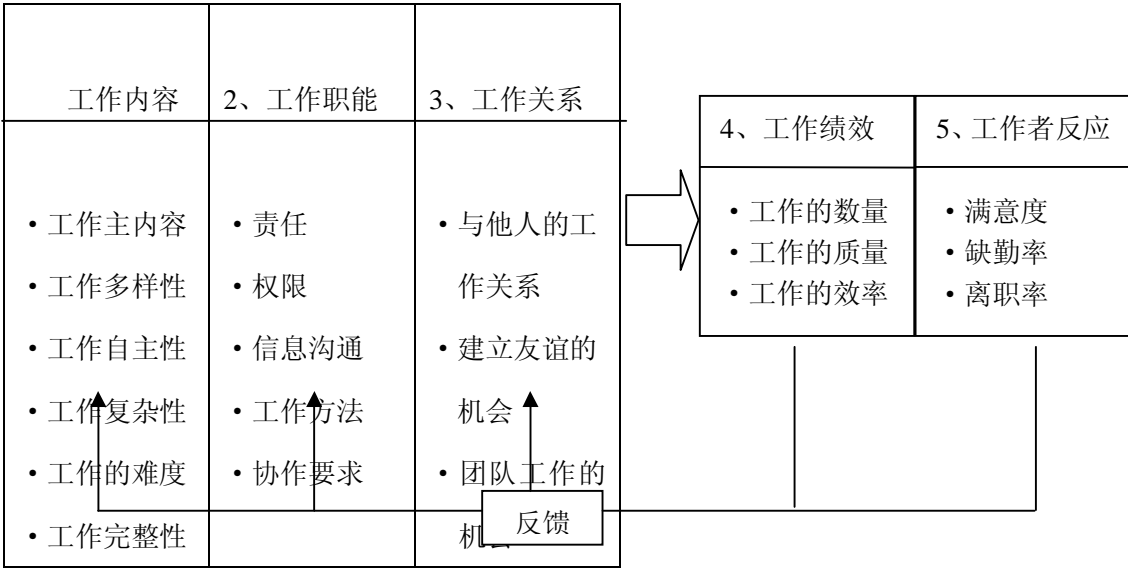 工作内容
2、工作职能
3、工作关系
·工作主内容
·工作多样性
·工作自主性
·工作复杂性
·工作的难度
·工作完整性
·责任
·权限
·信息沟通
·工作方法
·协作要求
·与他人的工
作关系
·建立友谊的
机会
·团队工作的
机会
4、工作绩效
5、工作者反应
·工作的数量
·工作的质量
·工作的效率
·满意度
·缺勤率
·离职率
反馈